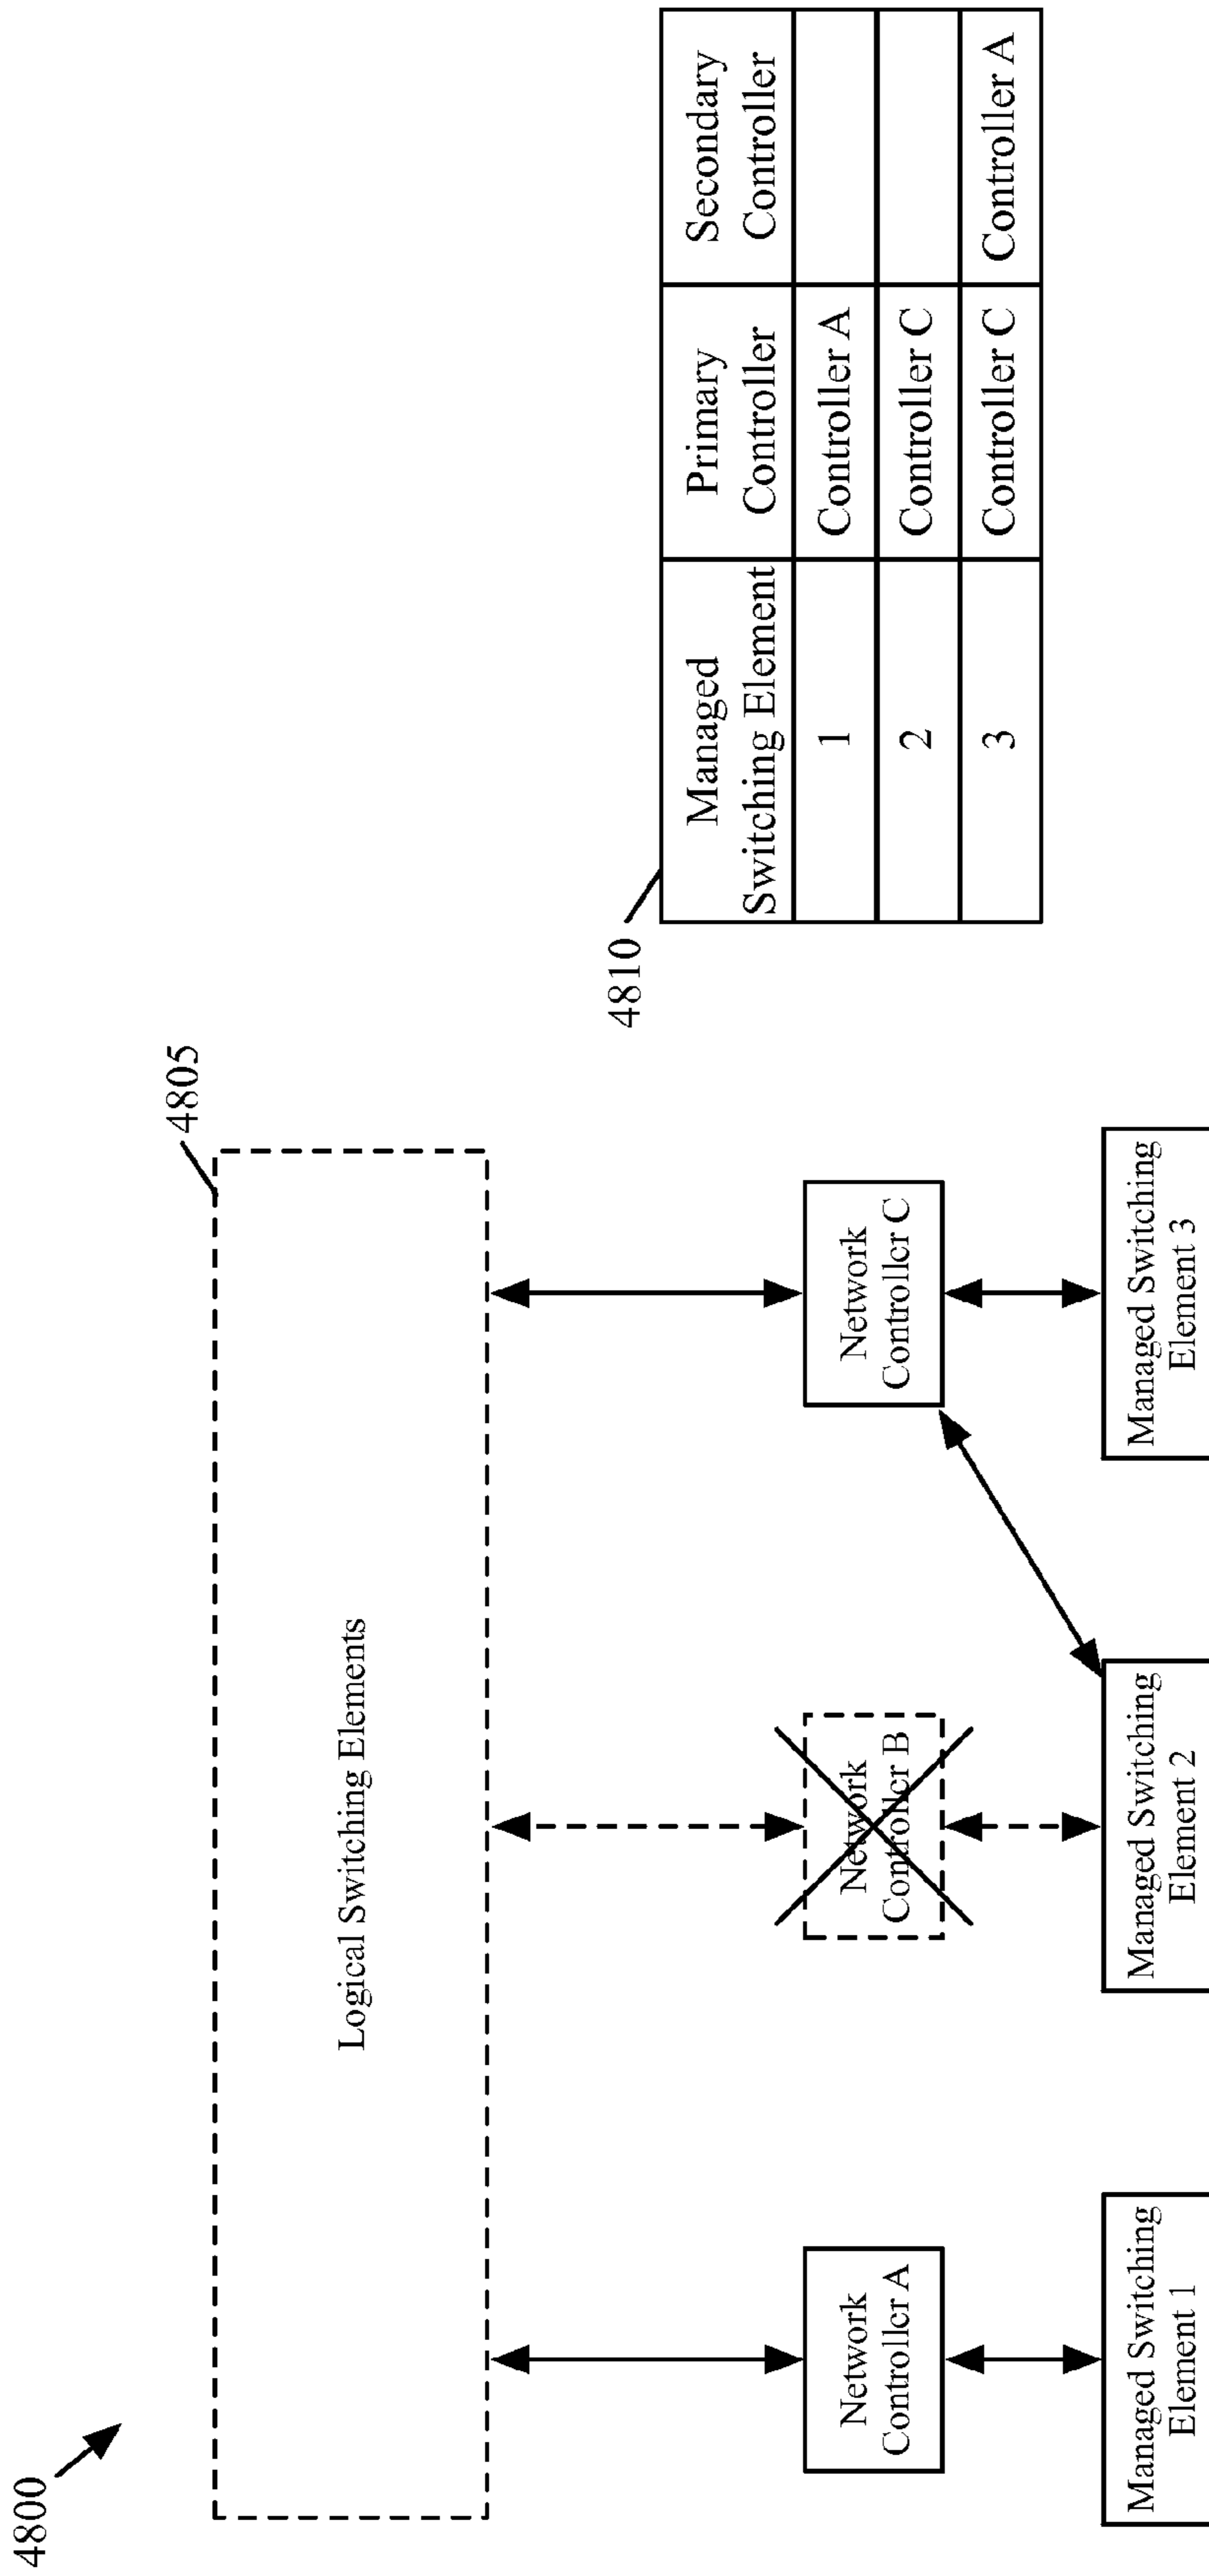 4800
4805
Logical Switching Elements
Network
Controller A
Network
Controller B
Network
Controller C
Managed Switching
Element 1
Managed Switching
Element 2
Managed Switching
Element 3
4810
Managed
Switching Element
Primary
Controller
Secondary
Controller
1
Controller A
2
Controller C
3
Controller C
Controller A